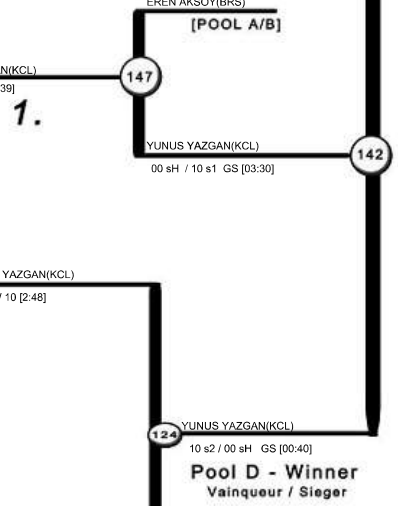 EREN AKSOY(BRS)
[POOL A/B]
N(KCL)
147
39]
1.
YUNUS YAZGAN(KCL)
142
00 sH / 10 s1 GS [03:30]
YAZGAN(KCL)
/ 10 [2:48]
YUNUS YAZGAN(KCL)
124
10 s2 / 00 sH GS [00:40]
Pool D - Winner
Vainqueur / Sieger